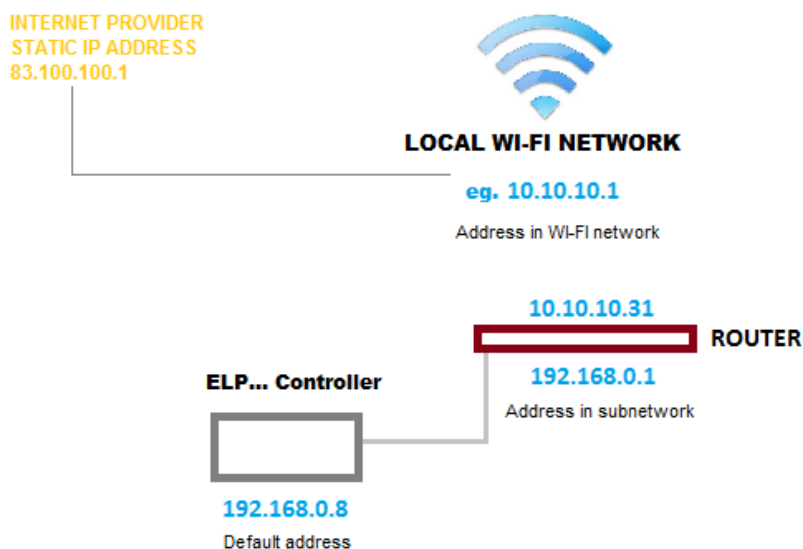 INTERNET PROVIDER
STATIC IP ADDRESS
83.100.100.1
LOCAL WI-FI NETWORK
eg. 10.10.10.1
Address in WI-FI network
10.10.10.31
ROUTER
192.168.0.1
Address in subnetwork
ELP... Controller
192.168.0.8
Default address